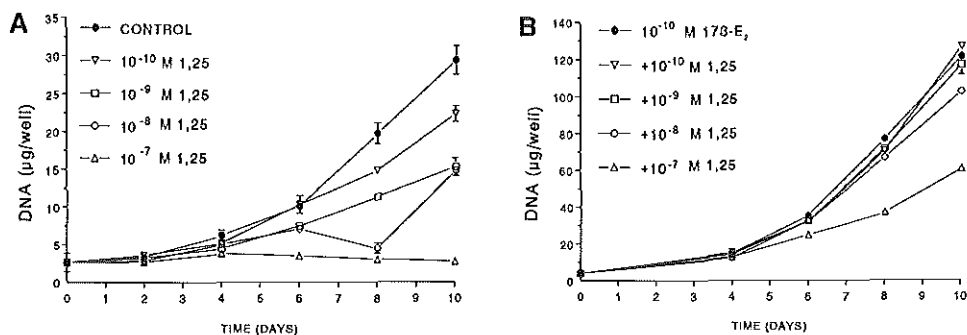 A
CONTROL
10⁻¹⁰ M 1,25
10⁻⁹ M 1,25
10⁻⁸ M 1,25
10⁻⁷ M 1,25
DNA (µg/well)
35
30
25
20
15
10
5
0
0 1 2 3 4 5 6 7 8 9 10
TIME (DAYS)
B
10⁻¹⁰ M 17ß-E₂
+10⁻¹⁰ M 1,25
+10⁻⁹ M 1,25
+10⁻⁸ M 1,25
+10⁻⁷ M 1,25
DNA (µg/well)
140
120
100
80
60
40
20
0
0 1 2 3 4 5 6 7 8 9 10
TIME (DAYS)